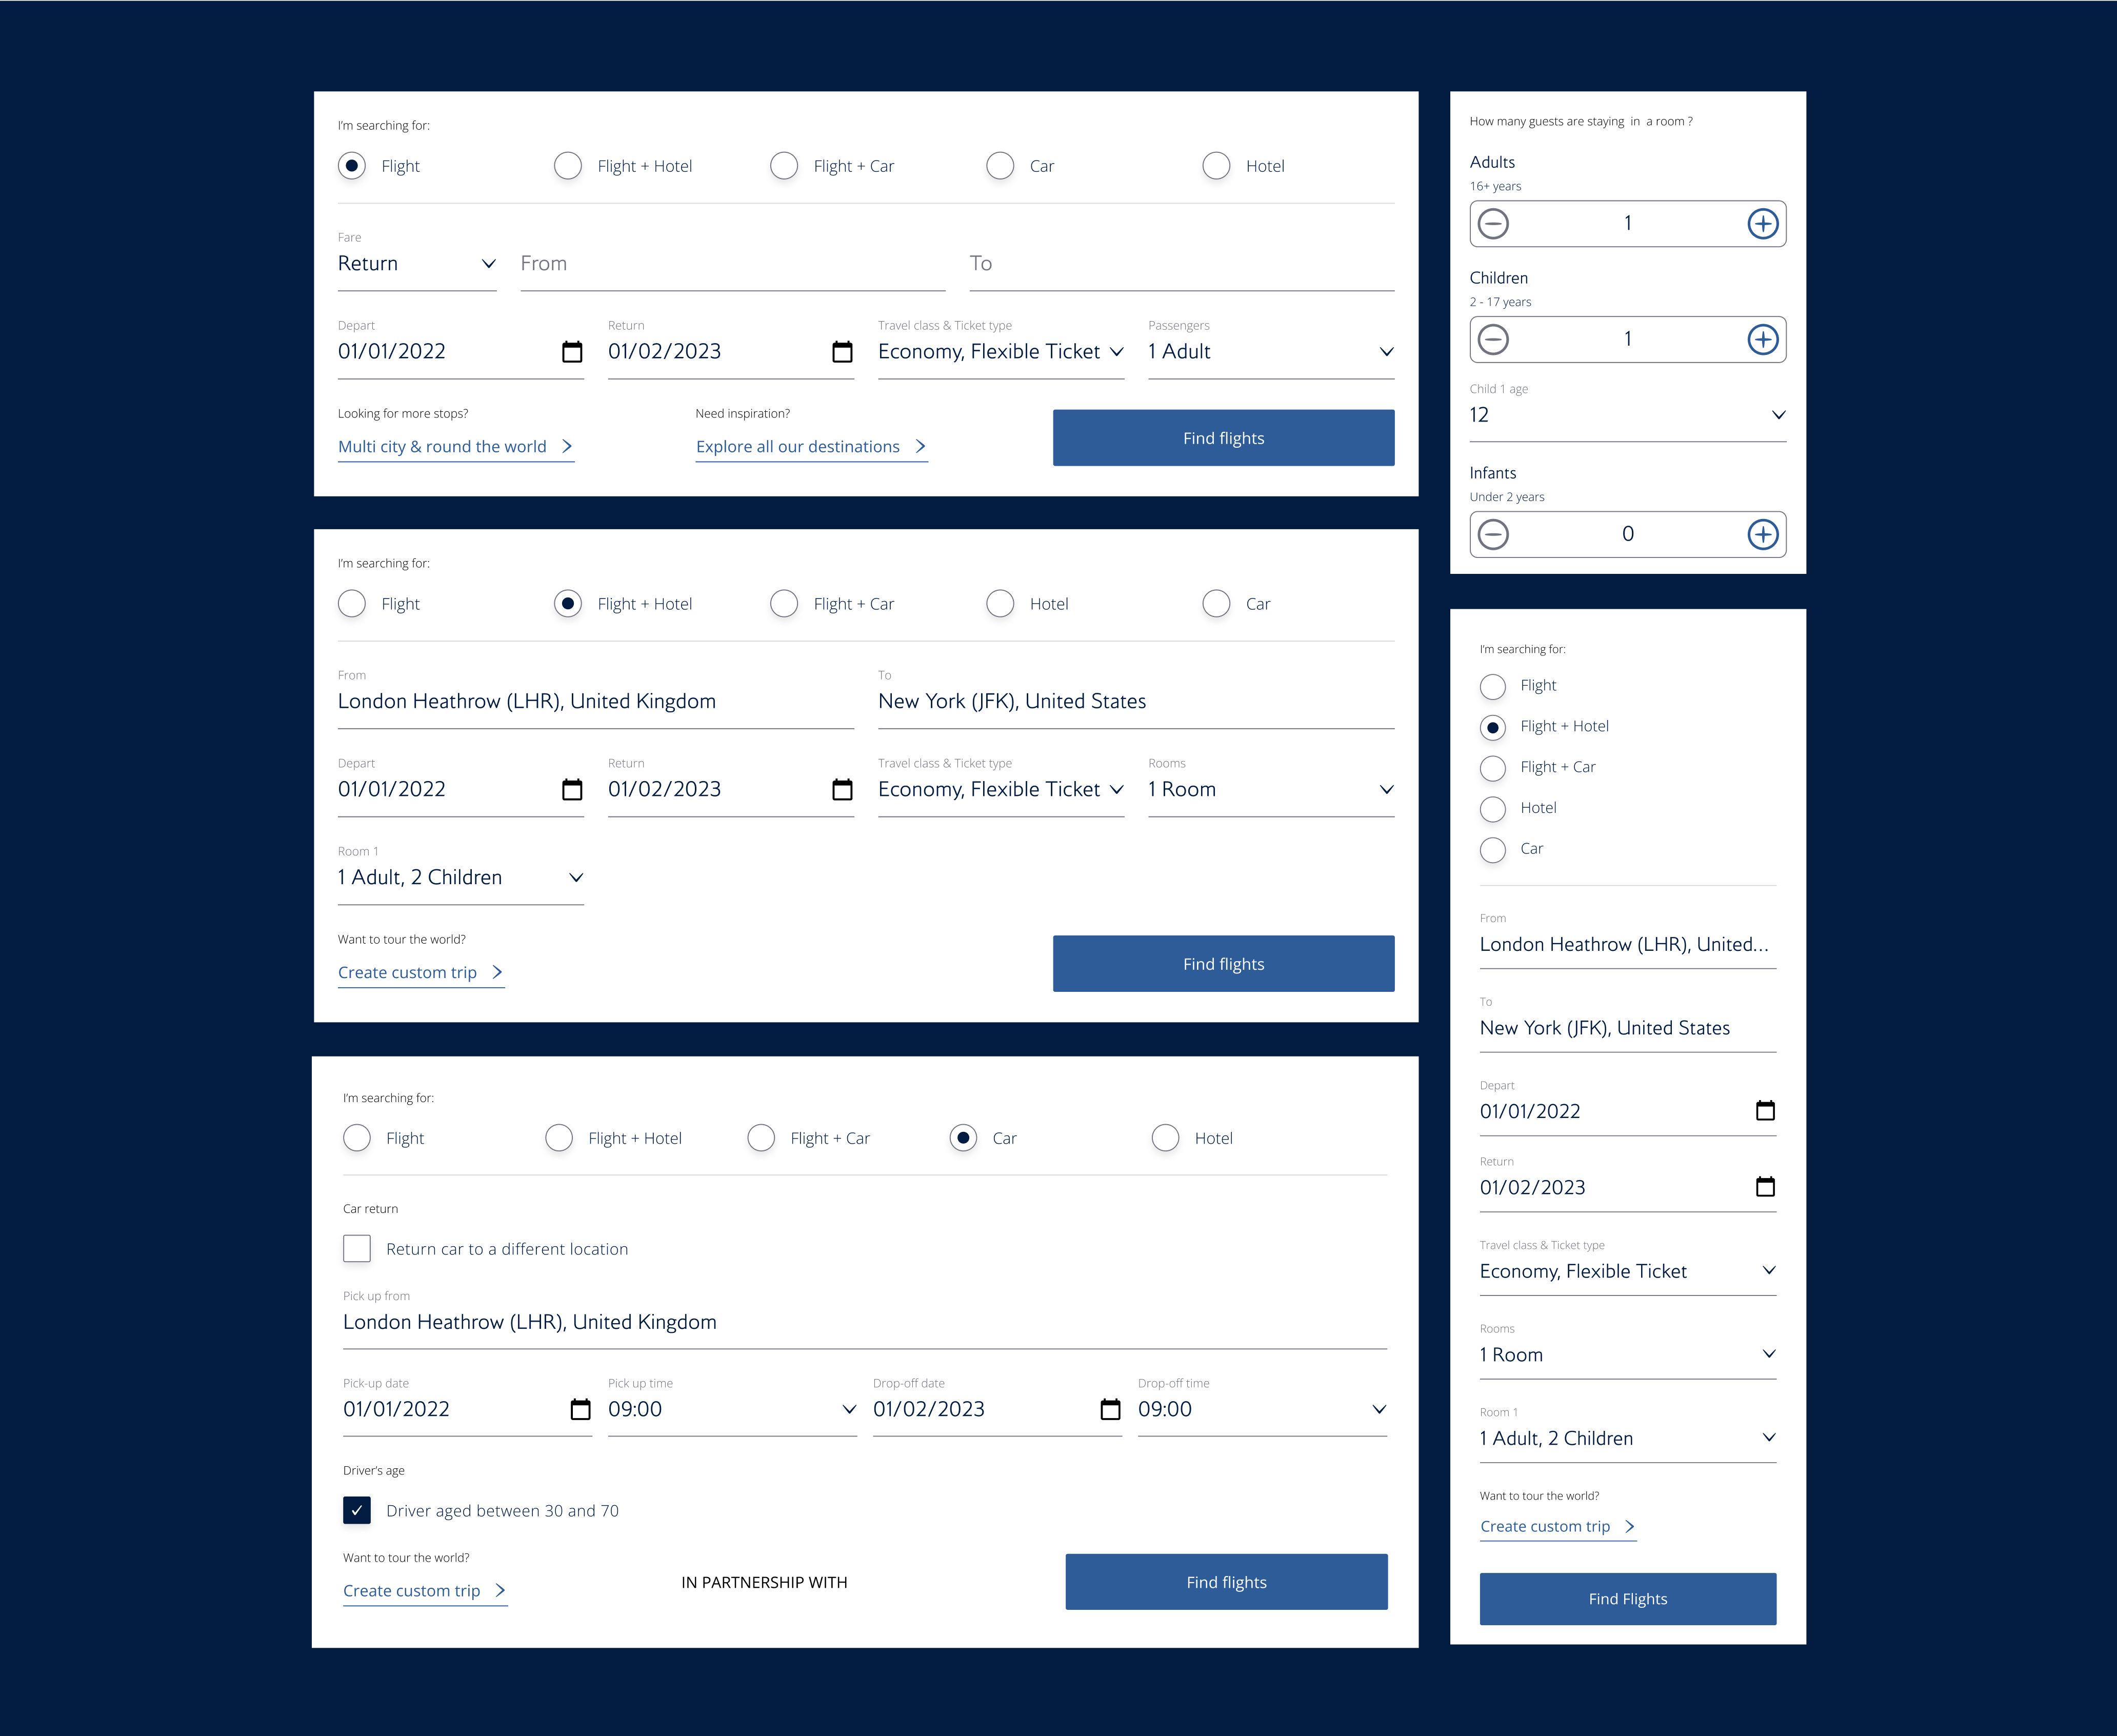 I'm searching for:
Flight Flight + Hotel Flight + Car Car Hotel
Fare
Return From To
Depart Return Travel class & Ticket type Passengers
01/01/2022 01/02/2023 Economy, Flexible Ticket 1 Adult
Looking for more stops? Need inspiration?
Multi city & round the world Explore all our destinations Find flights
I'm searching for:
Flight Flight + Hotel Flight + Car Hotel Car
From To
London Heathrow (LHR), United Kingdom New York (JFK), United States
Depart Return Travel class & Ticket type Rooms
01/01/2022 01/02/2023 Economy, Flexible Ticket 1 Room
Room 1
1 Adult, 2 Children
Want to tour the world?
Create custom trip Find flights
I'm searching for:
Flight Flight + Hotel Flight + Car Car Hotel
Car return
Return car to a different location
Pick up from
London Heathrow (LHR), United Kingdom
Pick-up date Pick up time Drop-off date Drop-off time
01/01/2022 09:00 01/02/2023 09:00
Driver's age
Driver aged between 30 and 70
Want to tour the world?
Create custom trip IN PARTNERSHIP WITH Find flights
How many guests are staying in a room ?
Adults
16+ years
1
Children
2 - 17 years
1
Child 1 age
12
Infants
Under 2 years
0
I'm searching for:
Flight
Flight + Hotel
Flight + Car
Hotel
Car
From
London Heathrow (LHR), United...
To
New York (JFK), United States
Depart
01/01/2022
Return
01/02/2023
Travel class & Ticket type
Economy, Flexible Ticket
Rooms
1 Room
Room 1
1 Adult, 2 Children
Want to tour the world?
Create custom trip
Find Flights